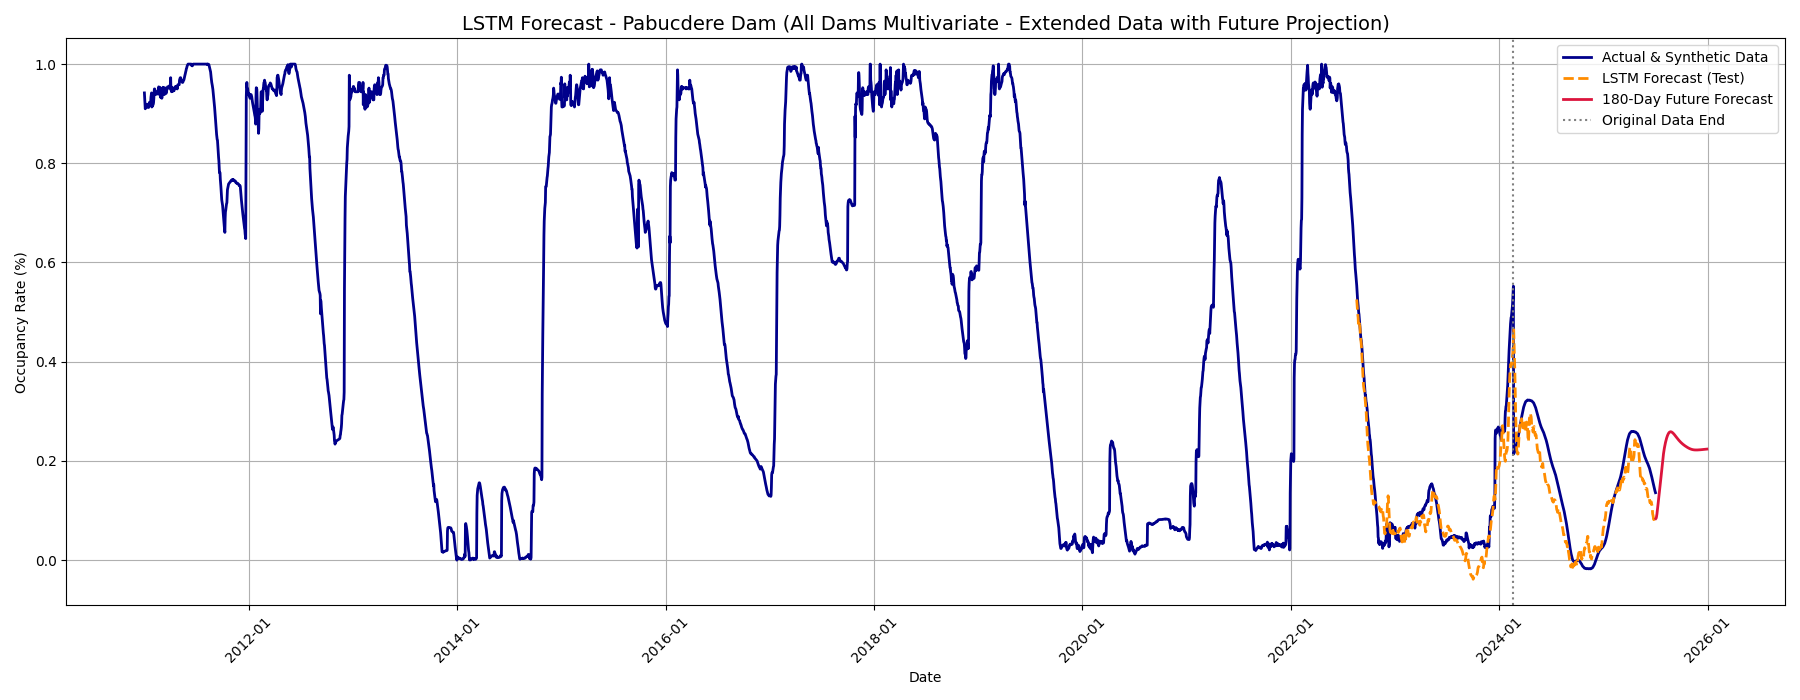 LSTM Forecast - Pabucdere Dam (All Dams Multivariate - Extended Data with Future Projection)
Actual & Synthetic Data
LSTM Forecast (Test)
180-Day Future Forecast
Original Data End
Occupancy Rate (%)
1.0
0.8
0.6
0.4
0.2
0.0
2012-01
2014-01
2016-01
2018-01
2020-01
2022-01
2024-01
2026-01
Date